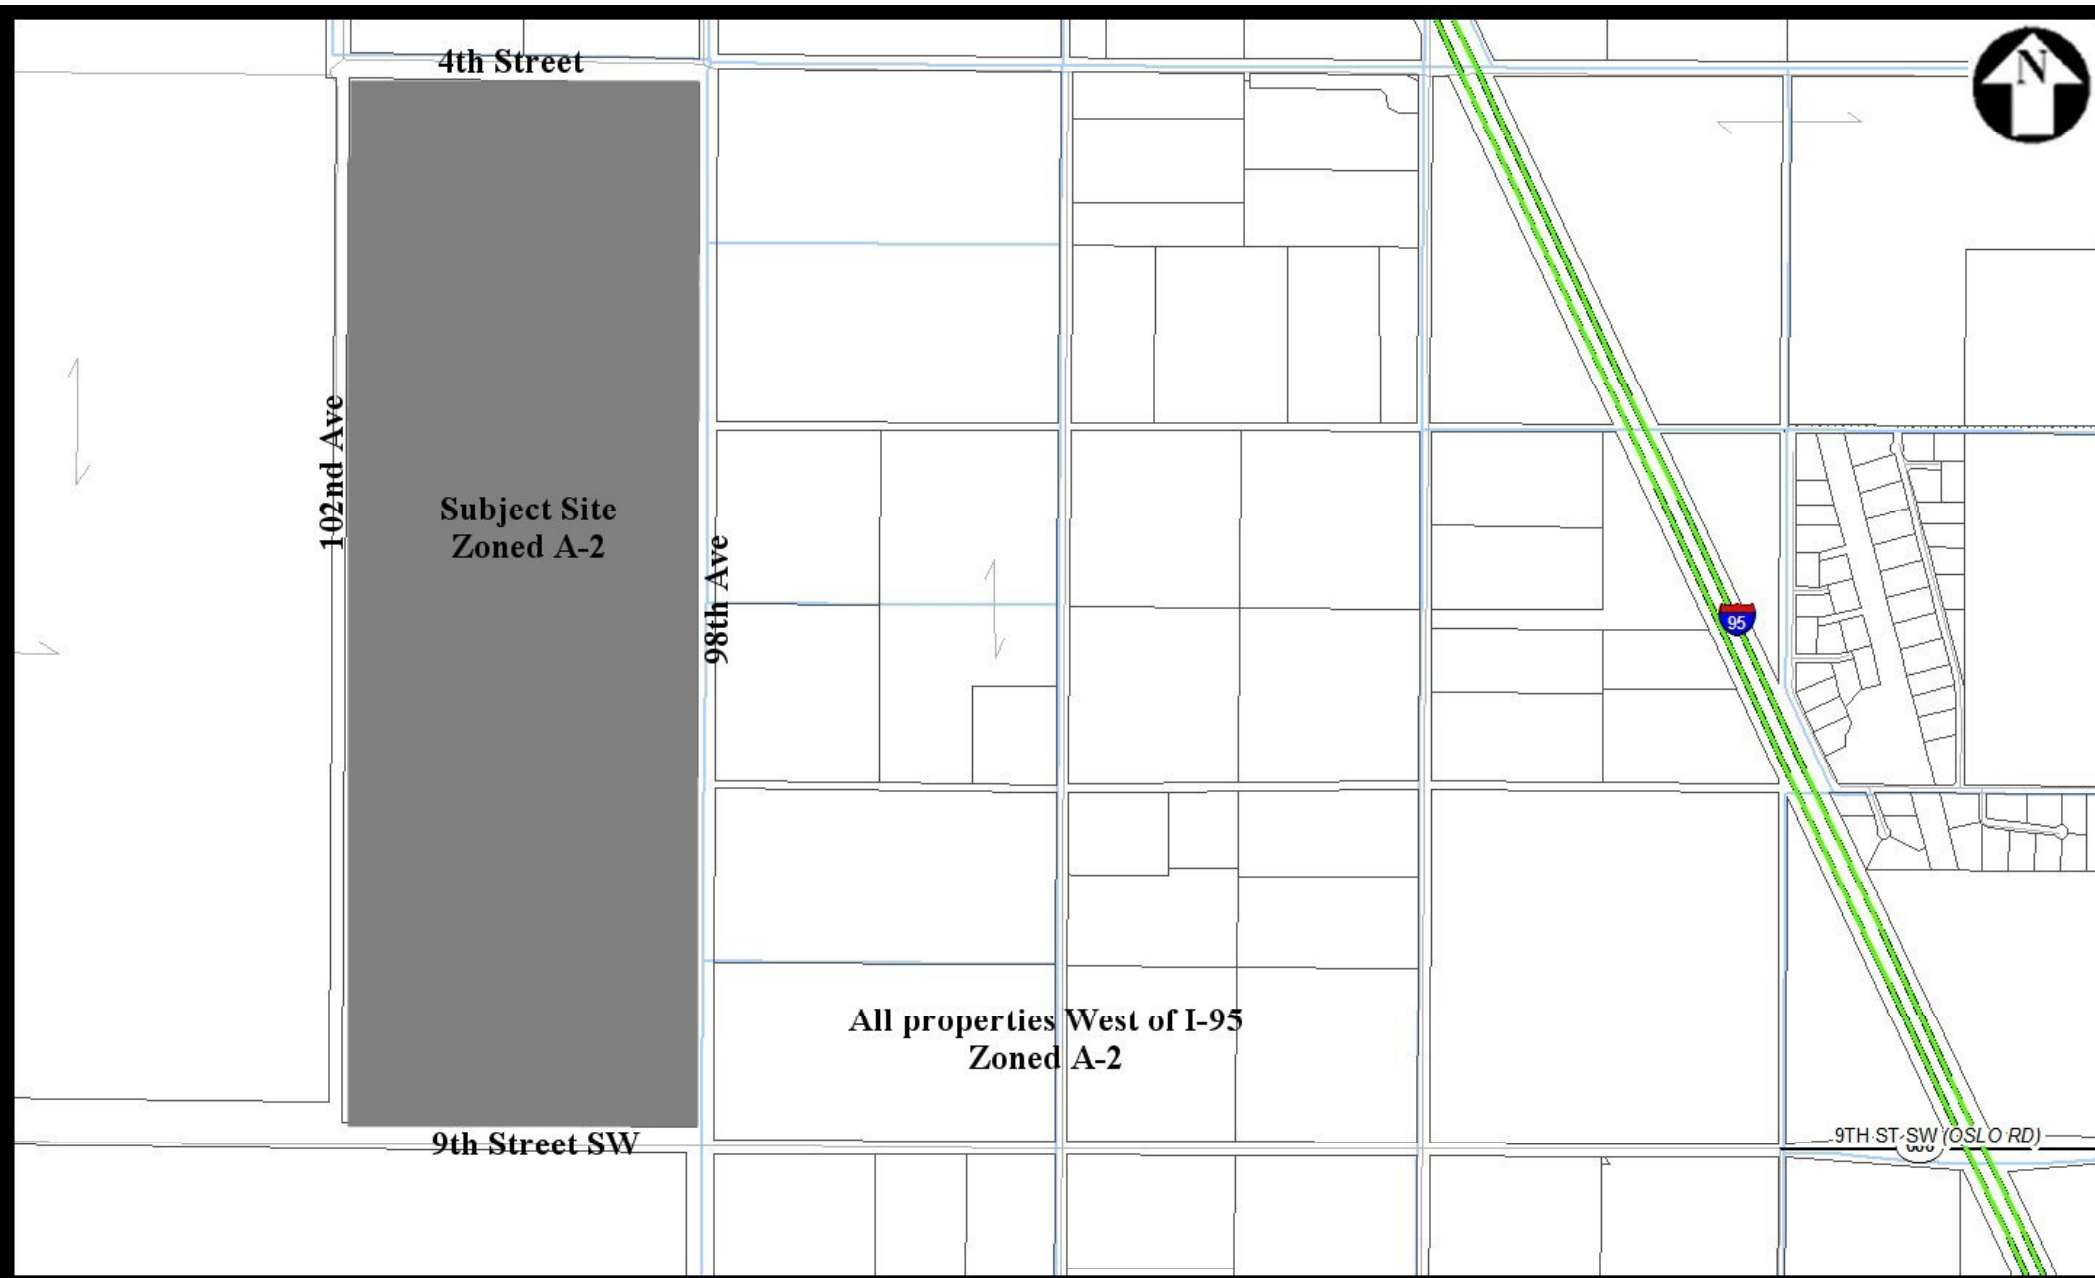 4th Street
N
102nd Ave
Subject Site
Zoned A-2
98th Ave
95
All properties West of I-95
Zoned A-2
9th Street SW
9TH ST SW (OSLO RD)